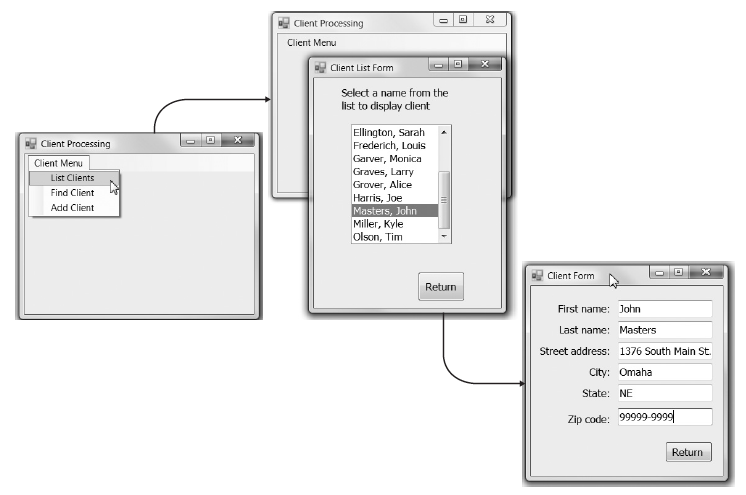 Client Processing
Client Menu
List Clients
Find Client
Add Client
Client Processing
Client Menu
Client List Form
Select a name from the
list to display client
Ellington, Sarah
Frederich, Louis
Garver, Monica
Graves, Larry
Grover, Alice
Harris, Joe
Masters, John
Miller, Kyle
Olson, Tim
Return
Client Form
First name: John
Last name: Masters
Street address: 1376 South Main St.
City: Omaha
State: NE
Zip code: 99999-9999
Return